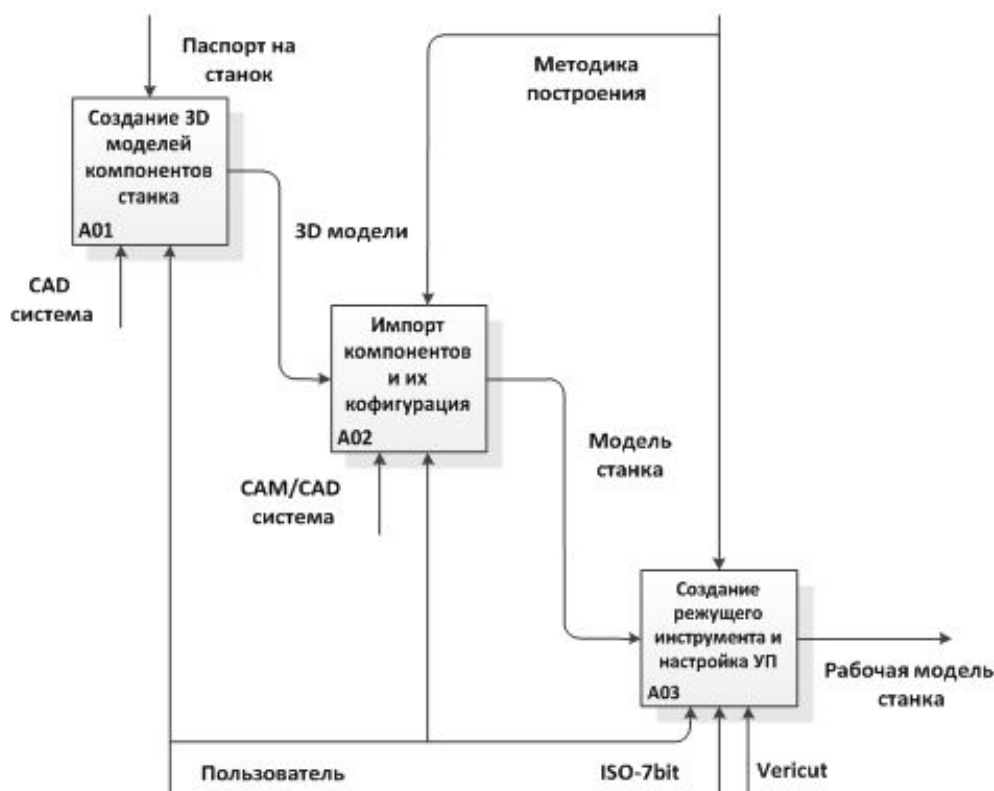 Паспорт на
станок
Создание 3D
моделей
компонентов
станка
A01
CAD
система
3D модели
Методика
построения
Импорт
компонентов
и их
кофигурация
A02
CAM/CAD
система
Модель
станка
Создание
режущего
инструмента и
настройка УП
A03
Рабочая модель
станка
Пользователь
ISO-7bit
Vericut